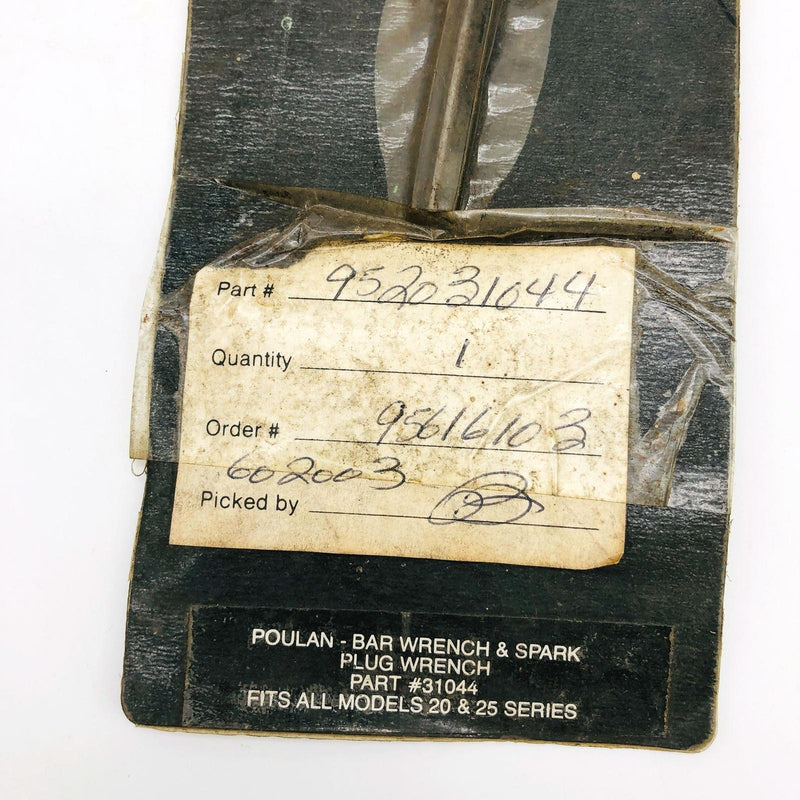 Part # 952031044
Quantity 1
Order # 95616103
602003
Picked by
POULAN - BAR WRENCH & SPARK
PLUG WRENCH
PART #31044
FITS ALL MODELS 20 & 25 SERIES